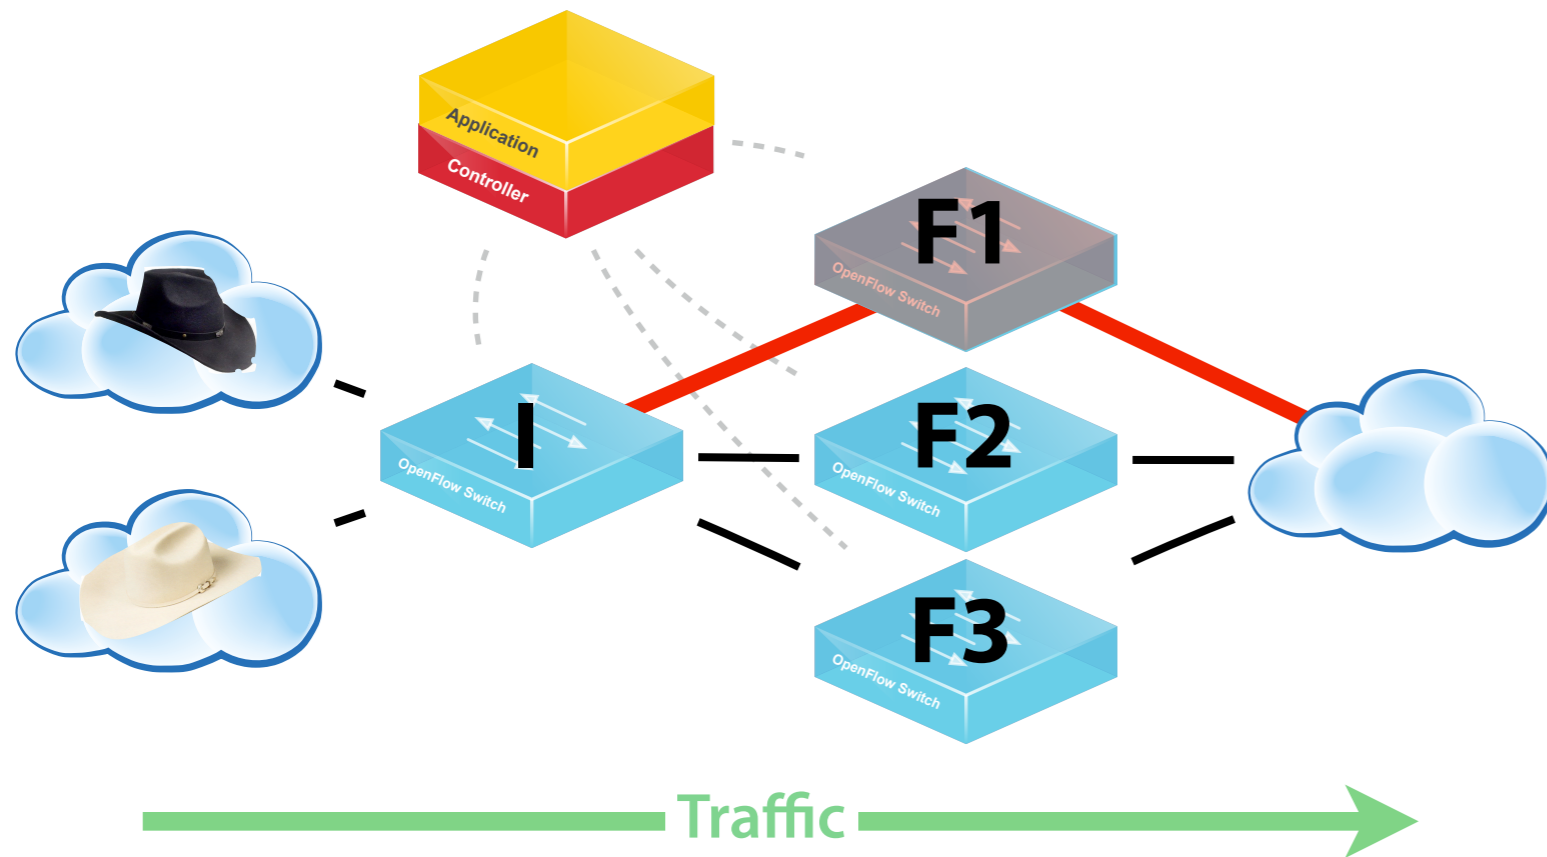 Application
Controller
F1
OpenFlow Switch
I
OpenFlow Switch
F2
OpenFlow Switch
F3
OpenFlow Switch
Traffic